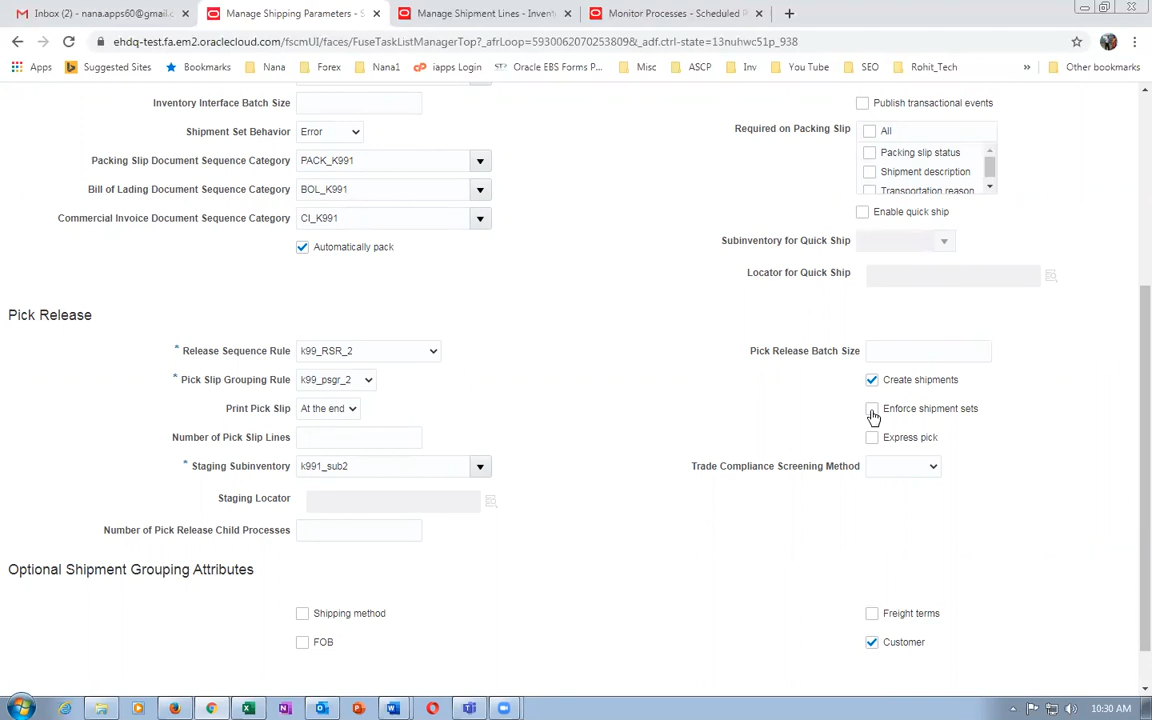 Inbox (2) - nana.apps60@gmail.c
Manage Shipping Parameters - S
Manage Shipment Lines - Invent
Monitor Processes - Scheduled P
ehdq-test.fa.em2.oraclecloud.com/fscmUI/faces/FuseTaskListManagerTop?_afrLoop=5930062070253809&_adf.ctrl-state=13nuhwc51p_938
Apps
Suggested Sites
Bookmarks
Nana
Forex
Nana1
iapps Login
Oracle EBS Forms P...
Misc
ASCP
Inv
You Tube
SEO
Rohit_Tech
»
Other bookmarks
Inventory Interface Batch Size
Publish transactional events
Shipment Set Behavior Error
Required on Packing Slip All
Packing Slip Document Sequence Category PACK_K991
Packing slip status
Shipment description
Transportation reason
Bill of Lading Document Sequence Category BOL_K991
Commercial Invoice Document Sequence Category CI_K991
Enable quick ship
Automatically pack
Subinventory for Quick Ship
Locator for Quick Ship
Pick Release
* Release Sequence Rule k99_RSR_2
Pick Release Batch Size
* Pick Slip Grouping Rule k99_psgr_2
Create shipments
Print Pick Slip At the end
Enforce shipment sets
Number of Pick Slip Lines
Express pick
* Staging Subinventory k991_sub2
Trade Compliance Screening Method
Staging Locator
Number of Pick Release Child Processes
Optional Shipment Grouping Attributes
Shipping method
Freight terms
FOB
Customer
10:30 AM